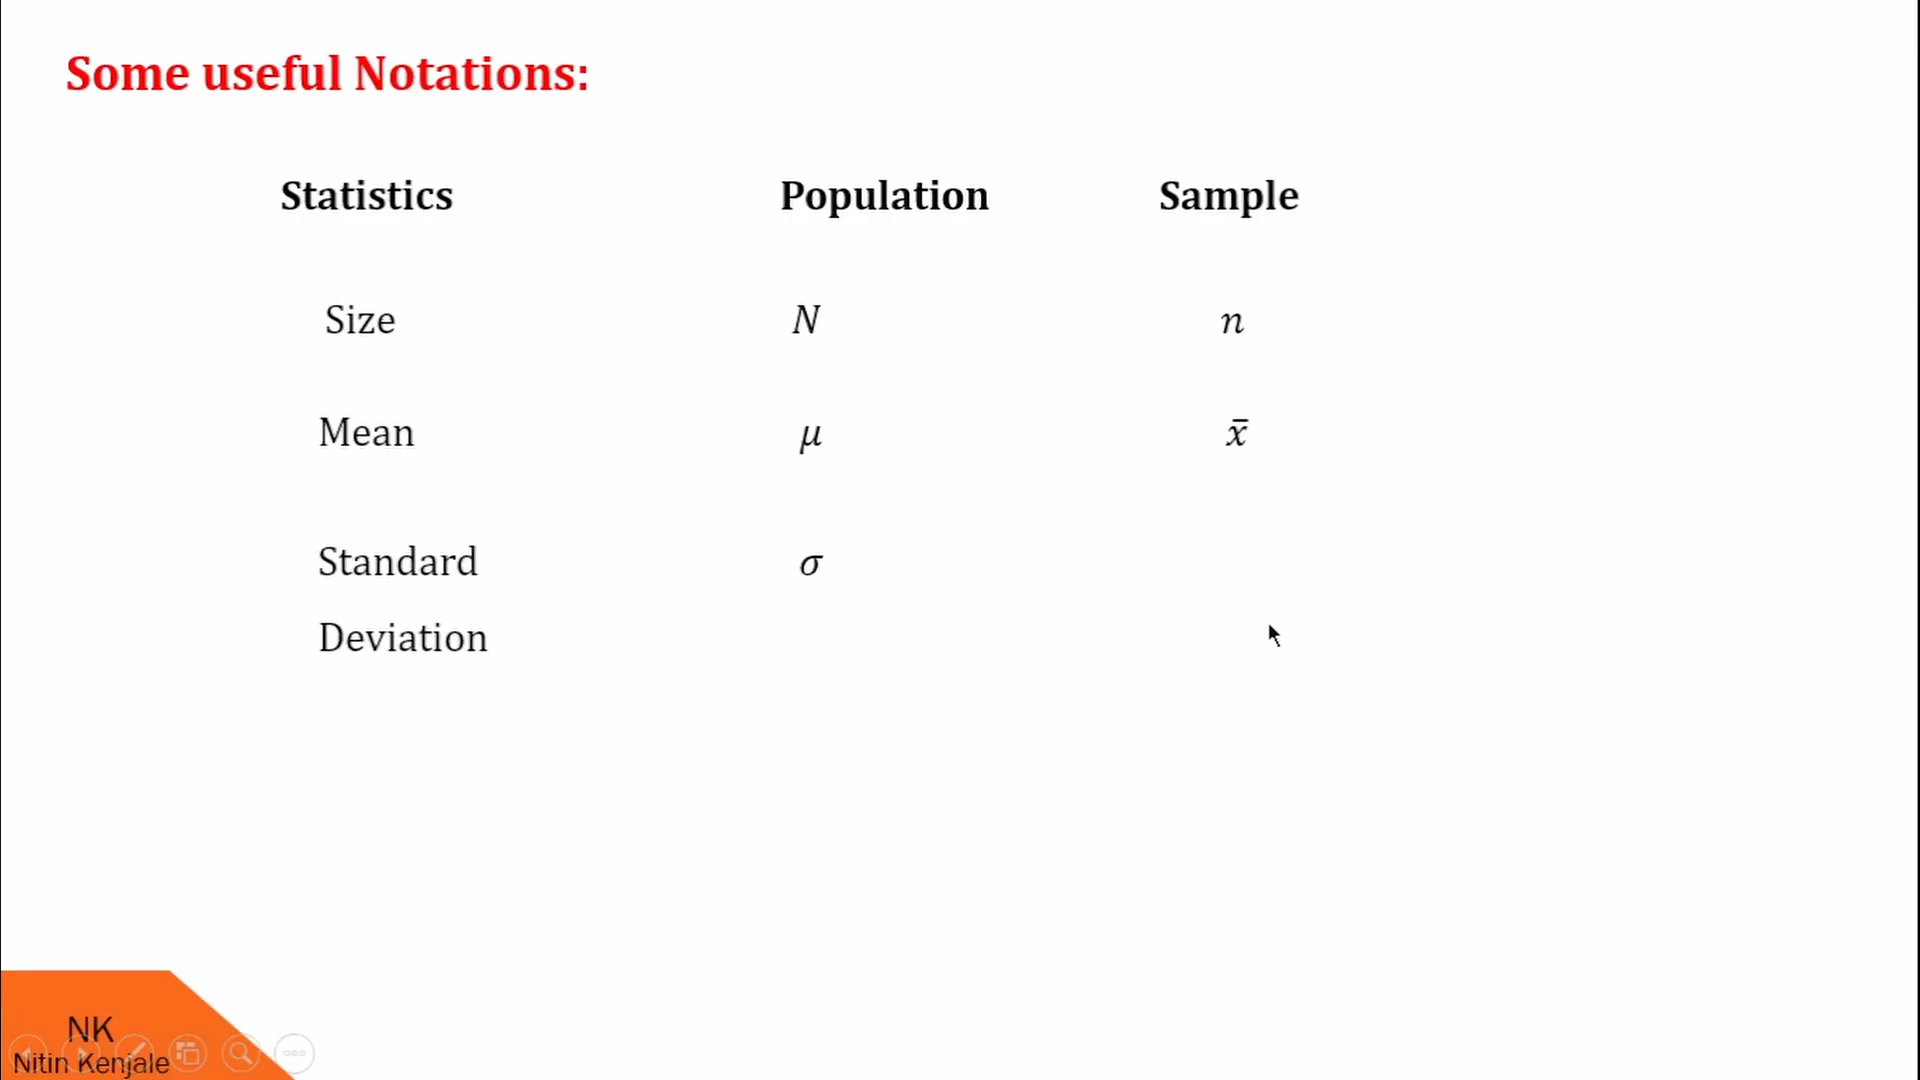 Some useful Notations:
Statistics Population Sample
Size N n
Mean μ x̄
Standard σ
Deviation
NK
Nitin Kenjale